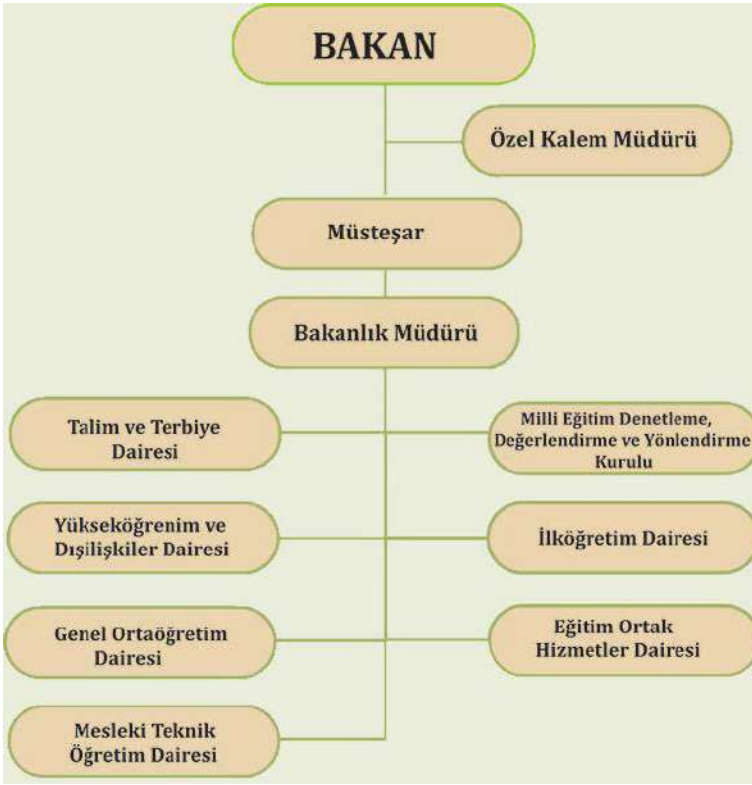 BAKAN
Özel Kalem Müdürü
Müsteşar
Bakanlık Müdürü
Talim ve Terbiye
Dairesi
Milli Eğitim Denetleme,
Değerlendirme ve Yönlendirme
Kurulu
Yükseköğrenim ve
Dışilişkiler Dairesi
İlköğretim Dairesi
Genel Ortaöğretim
Dairesi
Eğitim Ortak
Hizmetler Dairesi
Mesleki Teknik
Öğretim Dairesi